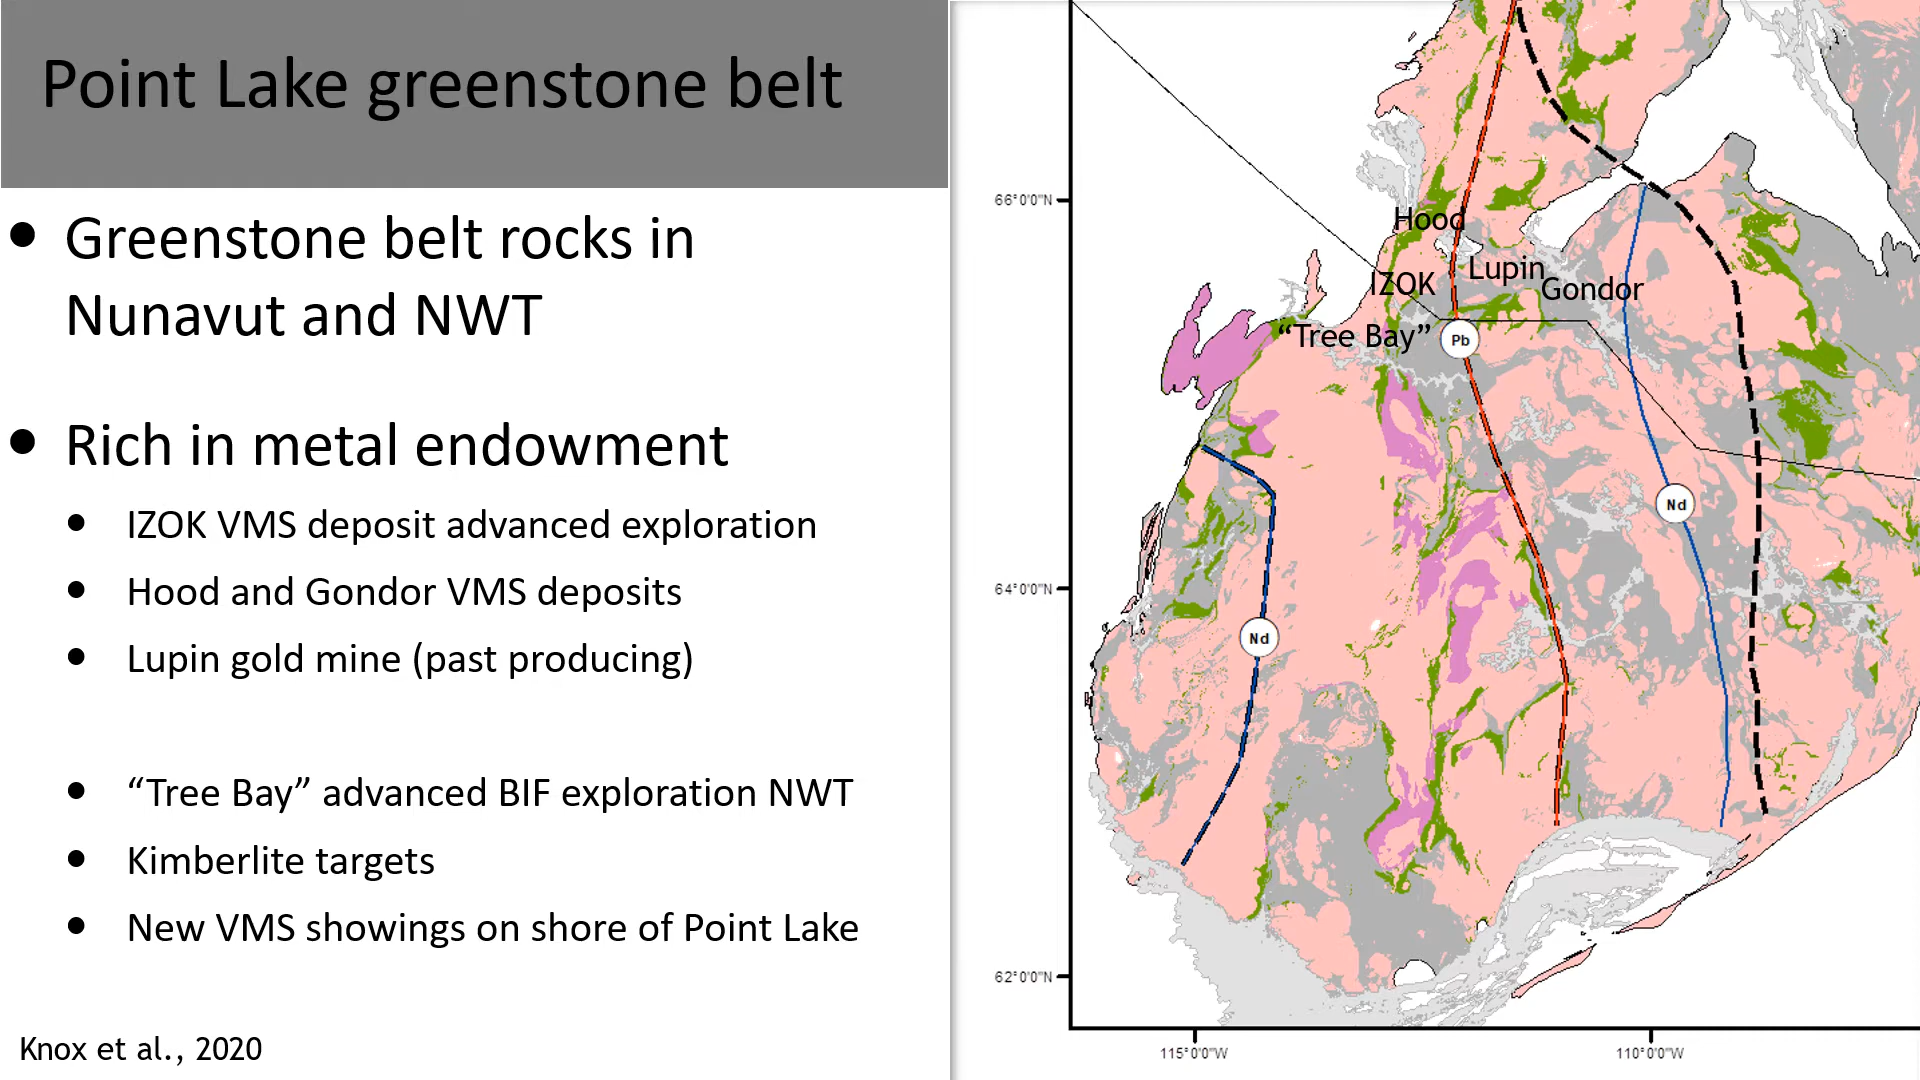 Point Lake greenstone belt
• Greenstone belt rocks in
Nunavut and NWT
• Rich in metal endowment
• IZOK VMS deposit advanced exploration
• Hood and Gondor VMS deposits
• Lupin gold mine (past producing)
• “Tree Bay” advanced BIF exploration NWT
• Kimberlite targets
• New VMS showings on shore of Point Lake
Knox et al., 2020
66°0'0"N
64°0'0"N
62°0'0"N
115°0'0"W
110°0'0"W
Hood
Lupin
IZOK
Gondor
“Tree Bay”
Pb
Nd
Nd